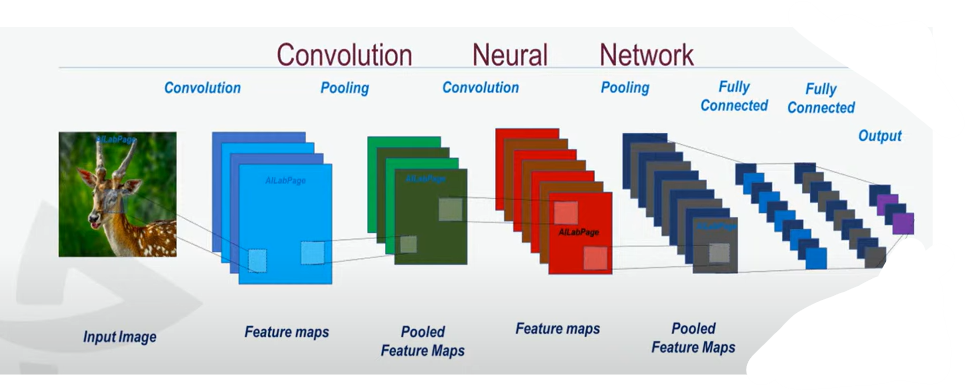 Convolution Neural Network
Convolution Pooling Convolution Pooling Fully Connected Fully Connected Output
AILabPage
AILabPage
AILabPage
AILabPage
Input Image
Feature maps
Pooled
Feature Maps
Feature maps
Pooled
Feature Maps